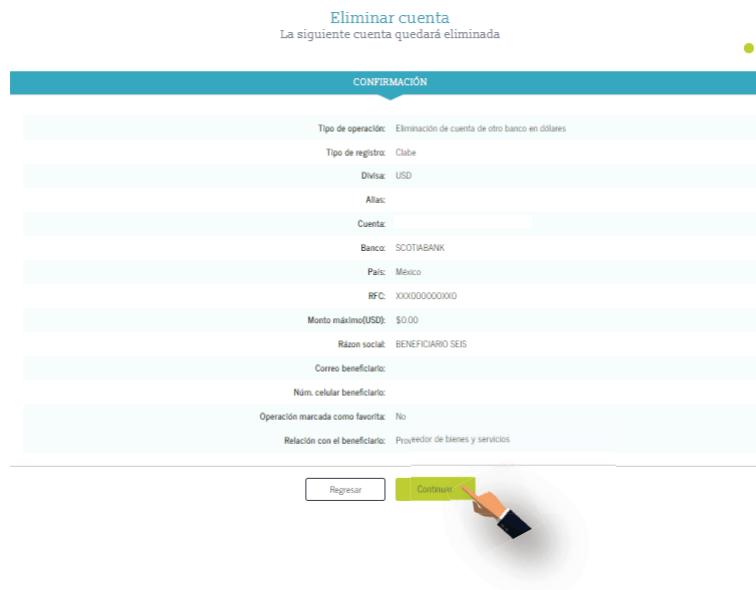 Eliminar cuenta
La siguiente cuenta quedará eliminada
CONFIRMACIÓN
Tipo de operación: Eliminación de cuenta de otro banco en dólares
Tipo de registro: Clabe
Divisa: USD
Alias:
Cuenta:
Banco: SCOTIABANK
País: México
RFC: XXX000000XX0
Monto máximo(USD): $0.00
Rázon social: BENEFICIARIO SEIS
Correo beneficiario:
Núm. celular beneficiario:
Operación marcada como favorita: No
Relación con el beneficiario: Proveedor de bienes y servicios
Regresar Continuar